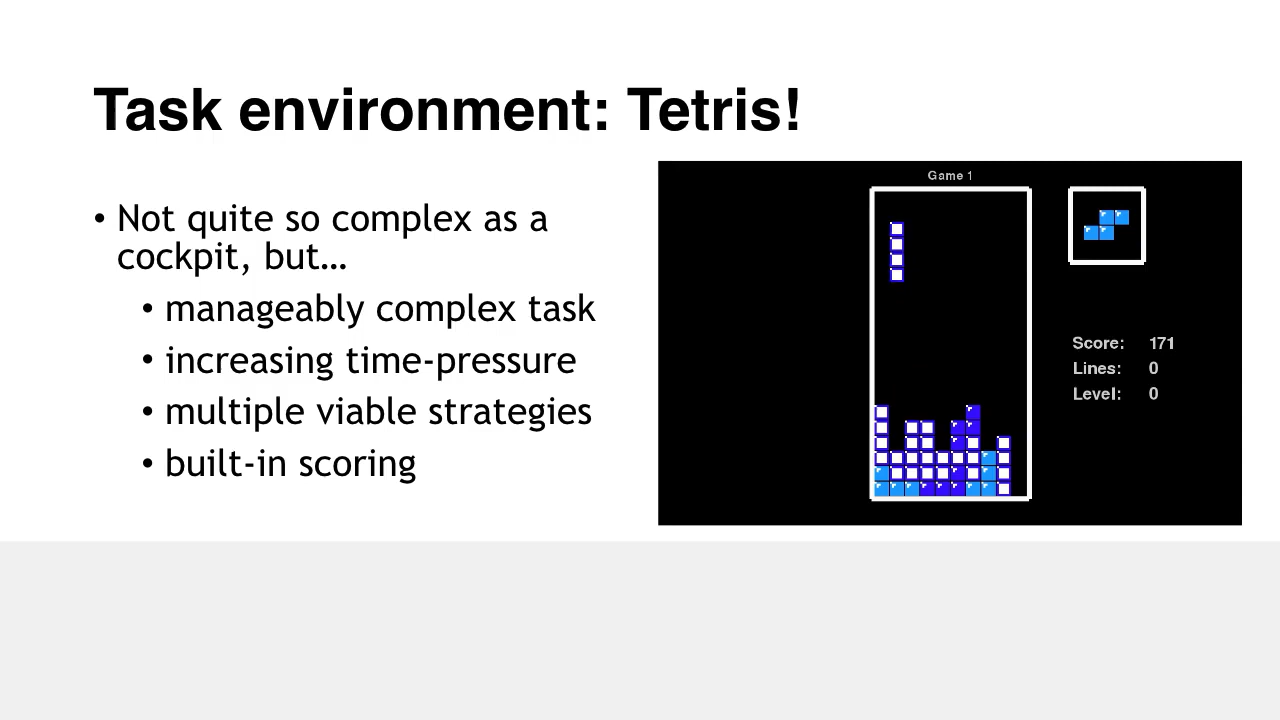 Task environment: Tetris!
• Not quite so complex as a
cockpit, but…
• manageably complex task
• increasing time-pressure
• multiple viable strategies
• built-in scoring
Game 1
Score: 171
Lines: 0
Level: 0